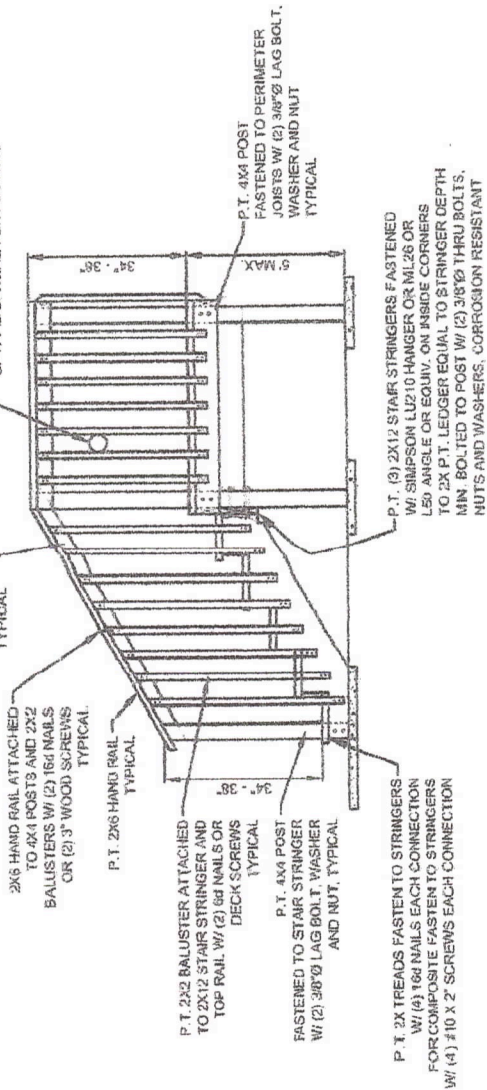 TYPICAL
2X6 HAND RAIL ATTACHED
TO 4X4 POSTS AND 2X2
BALUSTERS W/ (2) 16d NAILS
OR (2) 3" WOOD SCREWS
TYPICAL
P.T. 2X6 HAND RAIL
TYPICAL
P.T. 2X2 BALUSTER ATTACHED
TO 2X12 STAIR STRINGER AND
TOP RAIL W/ (2) 6d NAILS OR
DECK SCREWS
TYPICAL
P.T. 4X4 POST
FASTENED TO STAIR STRINGER
W/ (2) 3/8"Ø LAG BOLT, WASHER
AND NUT, TYPICAL
P.T. 2X TREADS FASTEN TO STRINGERS
W/ (4) 16d NAILS EACH CONNECTION
FOR COMPOSITE FASTEN TO STRINGERS
W/ (4) #10 X 2" SCREWS EACH CONNECTION
34" - 38"
34" - 38"
5' MAX.
P.T. 4X4 POST
FASTENED TO PERIMETER
JOISTS W/ (2) 3/8"Ø LAG BOLT,
WASHER AND NUT
TYPICAL
P.T. (3) 2X12 STAIR STRINGERS FASTENED
W/ SIMPSON LU210 HANGER OR ML26 OR
L50 ANGLE OR EQUIV. ON INSIDE CORNERS
TO 2X P.T. LEDGER EQUAL TO STRINGER DEPTH
MIN. BOLTED TO POST W/ (2) 3/8"Ø THRU BOLTS,
NUTS AND WASHERS, CORROSION RESISTANT